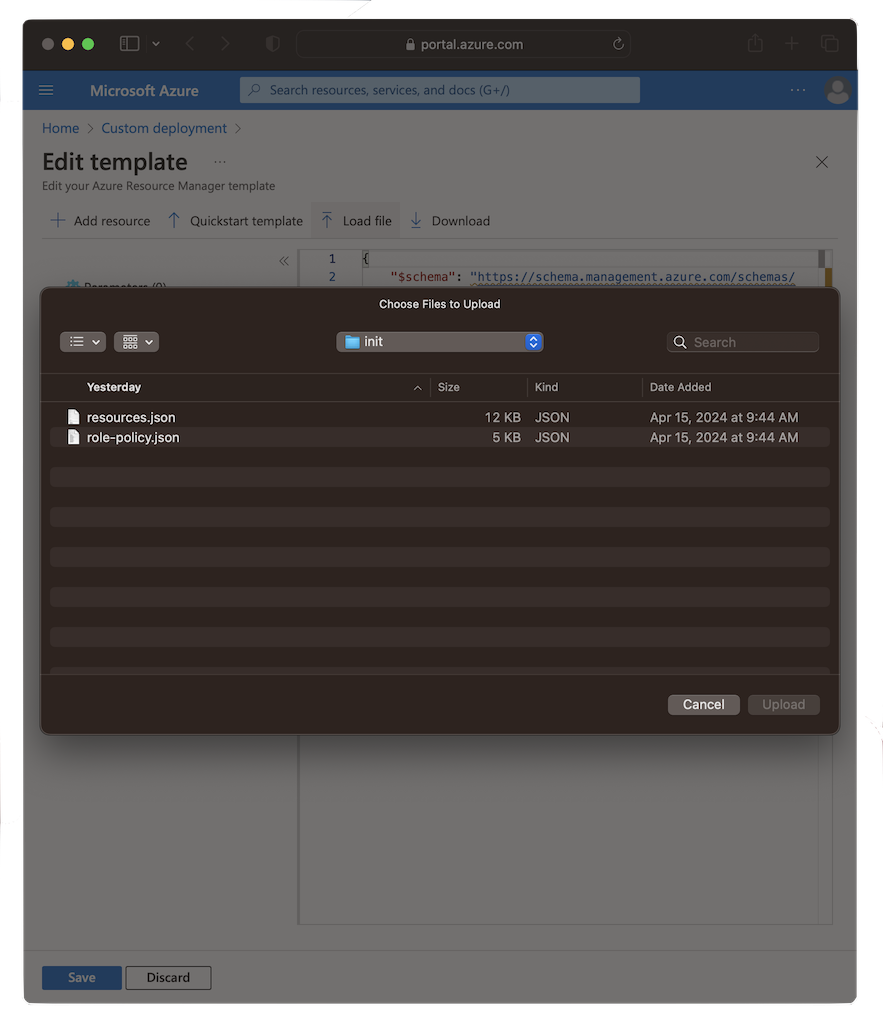 portal.azure.com
Microsoft Azure
Search resources, services, and docs (G+/)
Home > Custom deployment >
Edit template ...
Edit your Azure Resource Manager template
Add resource Quickstart template Load file Download
1 {
2 "$schema": "https://schema.management.azure.com/schemas/
Parameters (0)
Choose Files to Upload
init
Search
Yesterday Size Kind Date Added
resources.json 12 KB JSON Apr 15, 2024 at 9:44 AM
role-policy.json 5 KB JSON Apr 15, 2024 at 9:44 AM
Cancel Upload
Save Discard